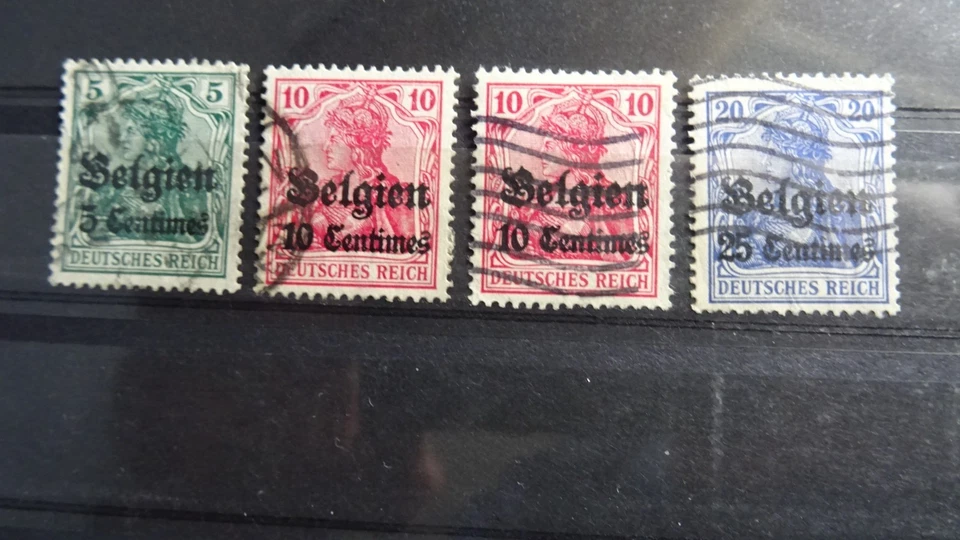 5 5
Belgien
5 Centimes
DEUTSCHES REICH
10 10
Belgien
10 Centimes
DEUTSCHES REICH
10 10
Belgien
10 Centimes
DEUTSCHES REICH
20 20
Belgien
25 Centimes
DEUTSCHES REICH